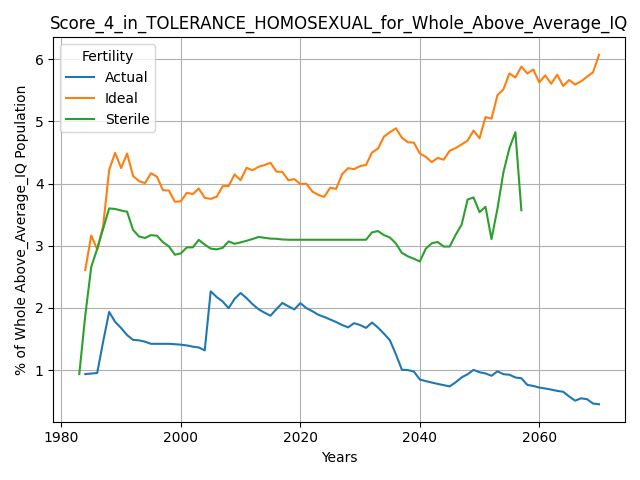 Score_4_in_TOLERANCE_HOMOSEXUAL_for_Whole_Above_Average_IQ
Fertility
Actual
Ideal
Sterile
% of Whole Above_Average_IQ Population
6
5
4
3
2
1
1980
2000
2020
2040
2060
Years